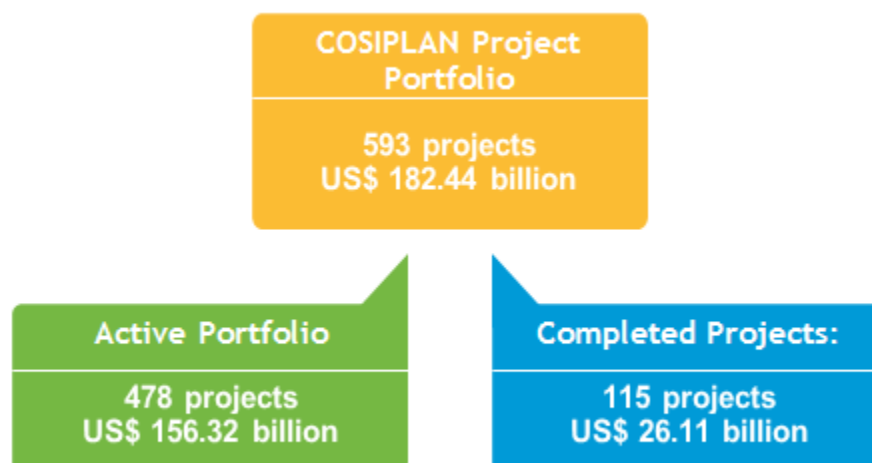 COSIPLAN Project
Portfolio
593 projects
US$ 182.44 billion
Active Portfolio
478 projects
US$ 156.32 billion
Completed Projects:
115 projects
US$ 26.11 billion